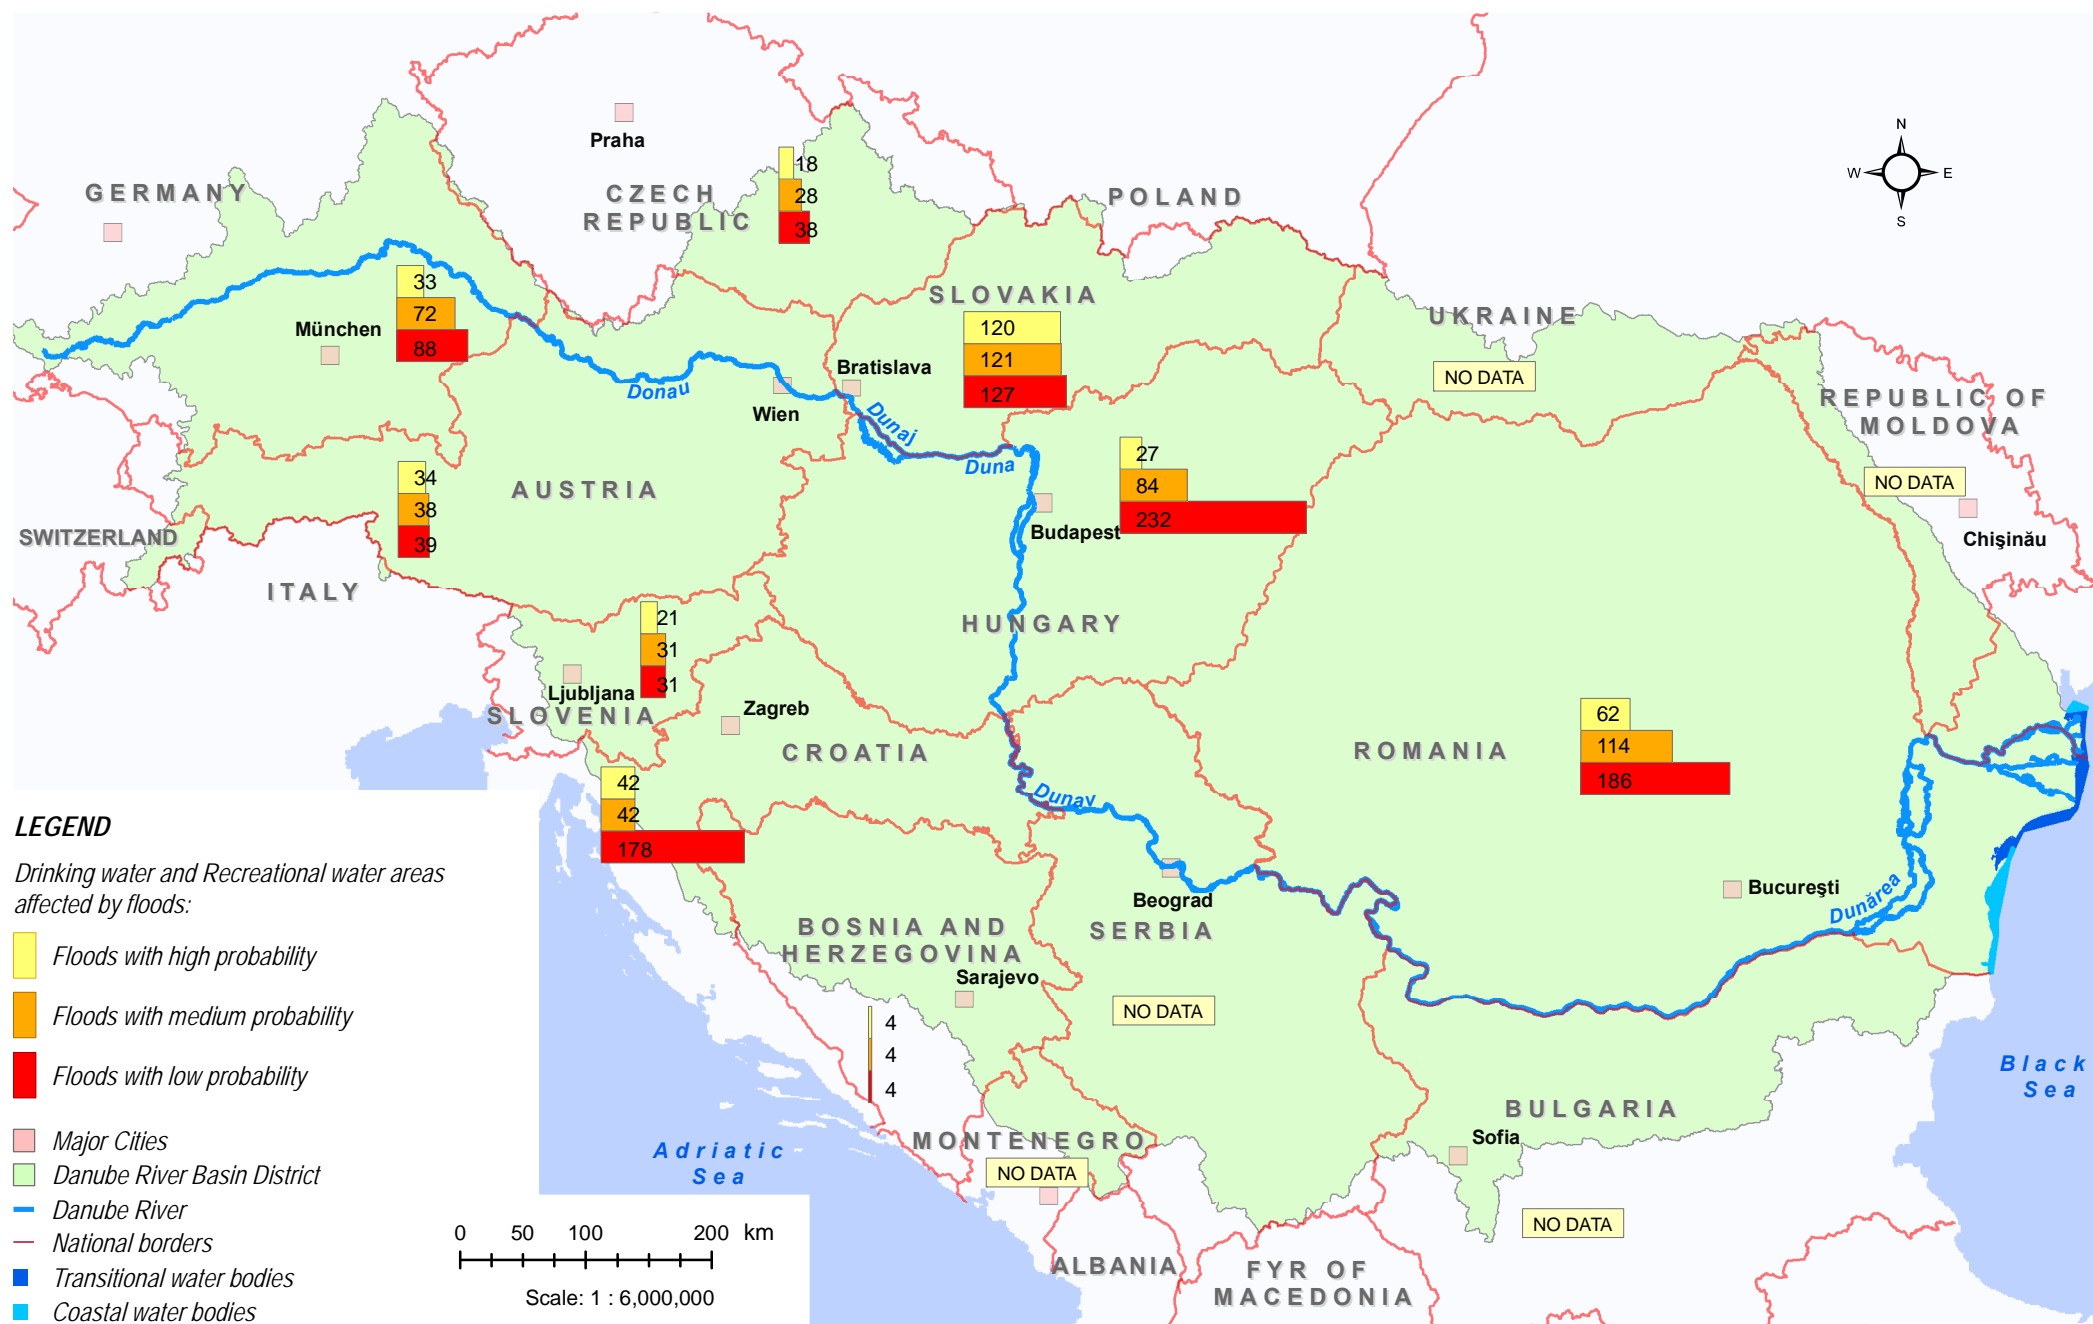 N
W E
S
Praha
GERMANY
CZECH
REPUBLIC
18
28
38
POLAND
33
72
88
München
SLOVAKIA
120
121
127
UKRAINE
NO DATA
Bratislava
Donau
Wien
Dunaj
Duna
REPUBLIC OF
MOLDOVA
NO DATA
Chişinău
34
38
39
AUSTRIA
27
84
232
Budapest
SWITZERLAND
ITALY
HUNGARY
21
31
31
Ljubljana
SLOVENIA
Zagreb
CROATIA
ROMANIA
62
114
186
42
42
178
Dunav
Beograd
Bucureşti
Dunărea
BOSNIA AND
HERZEGOVINA
SERBIA
Sarajevo
NO DATA
4
4
4
Black
Sea
BULGARIA
Sofia
MONTENEGRO
NO DATA
Adriatic
Sea
NO DATA
ALBANIA
FYR OF
MACEDONIA
LEGEND
Drinking water and Recreational water areas
affected by floods:
Floods with high probability
Floods with medium probability
Floods with low probability
Major Cities
Danube River Basin District
Danube River
National borders
Transitional water bodies
Coastal water bodies
0 50 100 200 km
Scale: 1 : 6,000,000